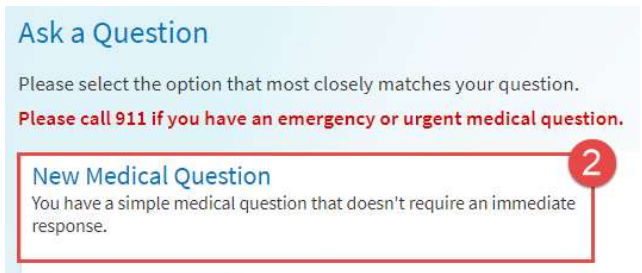 Ask a Question
Please select the option that most closely matches your question.
Please call 911 if you have an emergency or urgent medical question.
2
New Medical Question
You have a simple medical question that doesn't require an immediate
response.